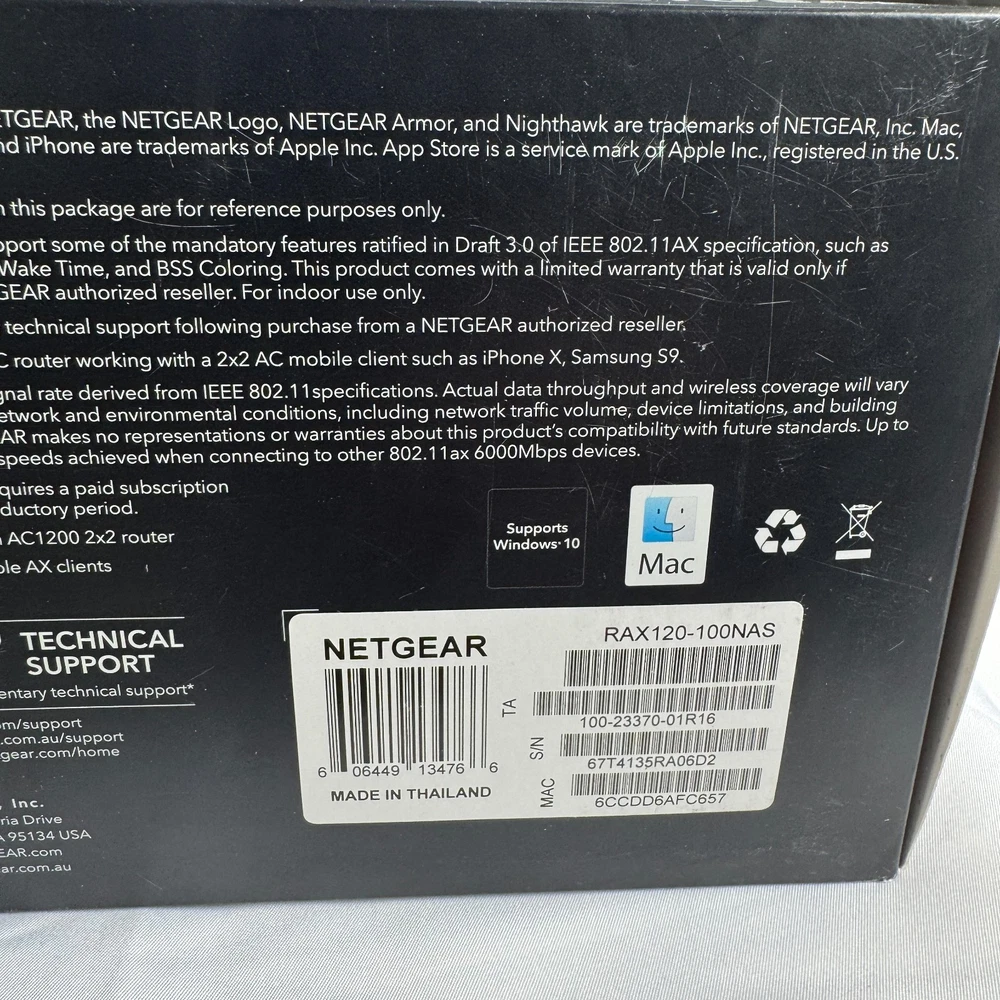 ETGEAR, the NETGEAR Logo, NETGEAR Armor, and Nighthawk are trademarks of NETGEAR, Inc. Mac,
nd iPhone are trademarks of Apple Inc. App Store is a service mark of Apple Inc., registered in the U.S.
n this package are for reference purposes only.
pport some of the mandatory features ratified in Draft 3.0 of IEEE 802.11AX specification, such as
Wake Time, and BSS Coloring. This product comes with a limited warranty that is valid only if
GEAR authorized reseller. For indoor use only.
technical support following purchase from a NETGEAR authorized reseller.
C router working with a 2x2 AC mobile client such as iPhone X, Samsung S9.
gnal rate derived from IEEE 802.11specifications. Actual data throughput and wireless coverage will vary
etwork and environmental conditions, including network traffic volume, device limitations, and building
AR makes no representations or warranties about this product's compatibility with future standards. Up to
speeds achieved when connecting to other 802.11ax 6000Mbps devices.
quires a paid subscription
ductory period.
AC1200 2x2 router
ble AX clients
Supports
Windows® 10
Mac
TECHNICAL
SUPPORT
entary technical support*
m/support
.com.au/support
gear.com/home
, Inc.
ria Drive
A 95134 USA
EAR.com
ar.com.au
NETGEAR
6 06449 13476 6
MADE IN THAILAND
RAX120-100NAS
TA
100-23370-01R16
S/N
67T4135RA06D2
MAC
6CCDD6AFC657